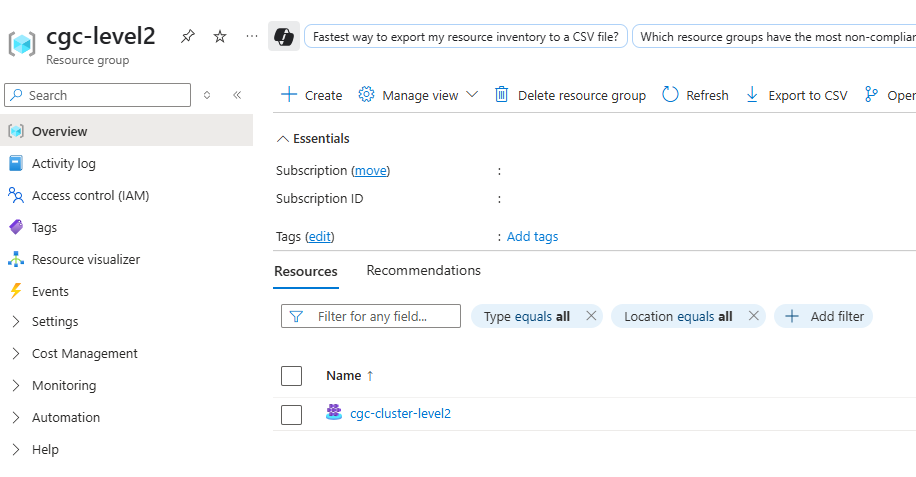 cgc-level2
Resource group
Fastest way to export my resource inventory to a CSV file?
Which resource groups have the most non-complian
Search
Overview
Activity log
Access control (IAM)
Tags
Resource visualizer
Events
Settings
Cost Management
Monitoring
Automation
Help
Create
Manage view
Delete resource group
Refresh
Export to CSV
Open
Essentials
Subscription (move) :
Subscription ID :
Tags (edit) : Add tags
Resources
Recommendations
Filter for any field...
Type equals all
Location equals all
Add filter
Name ↑
cgc-cluster-level2